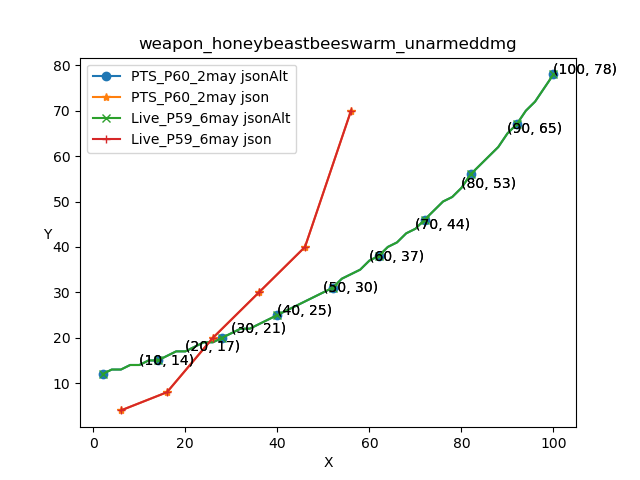 weapon_honeybeastbeeswarm_unarmeddmg
PTS_P60_2may jsonAlt
PTS_P60_2may json
Live_P59_6may jsonAlt
Live_P59_6may json
80
70
60
50
Y
40
30
20
10
(100, 78)
(90, 65)
(80, 53)
(70, 44)
(60, 37)
(50, 30)
(40, 25)
(30, 21)
(20, 17)
(10, 14)
0 20 40 60 80 100
X